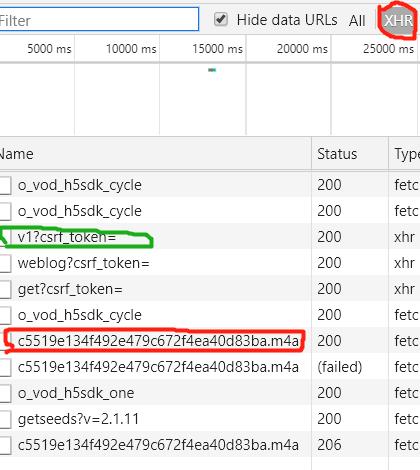 Filter
Hide data URLs All XHR
5000 ms 10000 ms 15000 ms 20000 ms 25000 ms
Name Status Type
o_vod_h5sdk_cycle 200 fetc
o_vod_h5sdk_cycle 200 fetc
v1?csrf_token= 200 xhr
weblog?csrf_token= 200 xhr
get?csrf_token= 200 xhr
o_vod_h5sdk_cycle 200 fetc
c5519e134f492e479c672f4ea40d83ba.m4a 200 fetc
c5519e134f492e479c672f4ea40d83ba.m4a (failed) fetc
o_vod_h5sdk_one 200 fetc
getseeds?v=2.1.11 200 fetc
c5519e134f492e479c672f4ea40d83ba.m4a 206 fetc